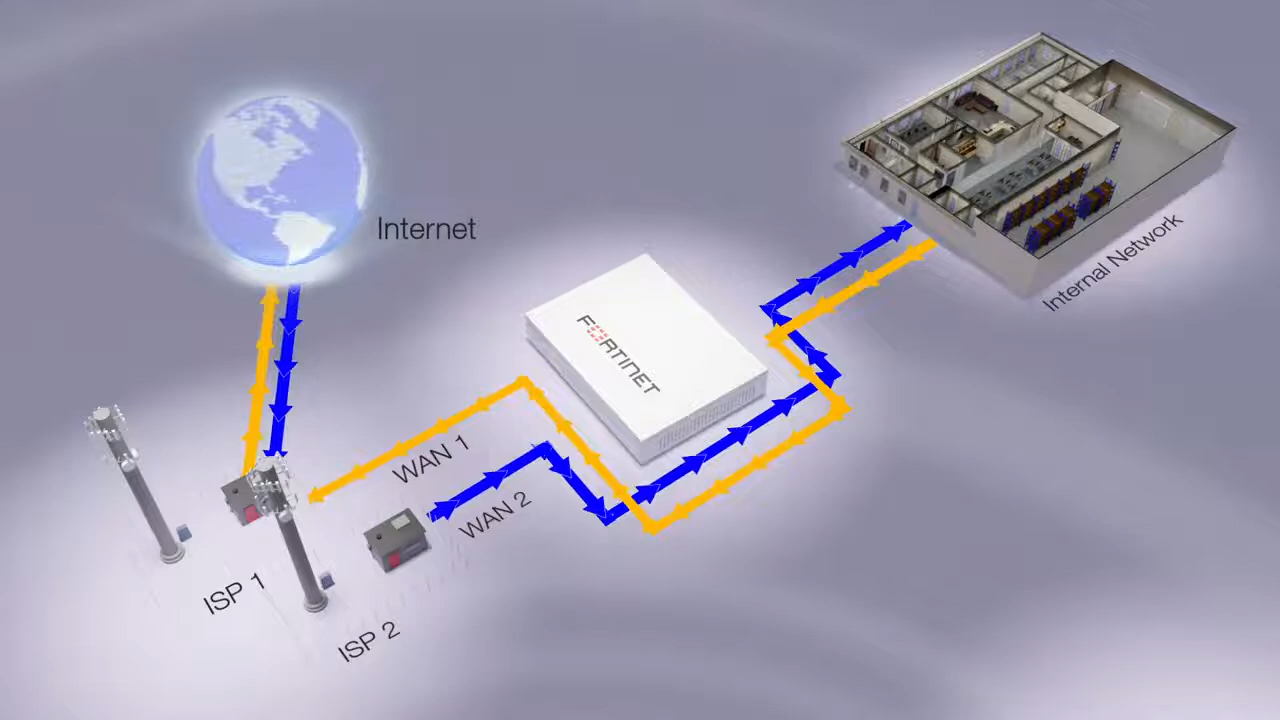 Internet
Internal Network
FORTINET
WAN 1
WAN 2
ISP 1
ISP 2